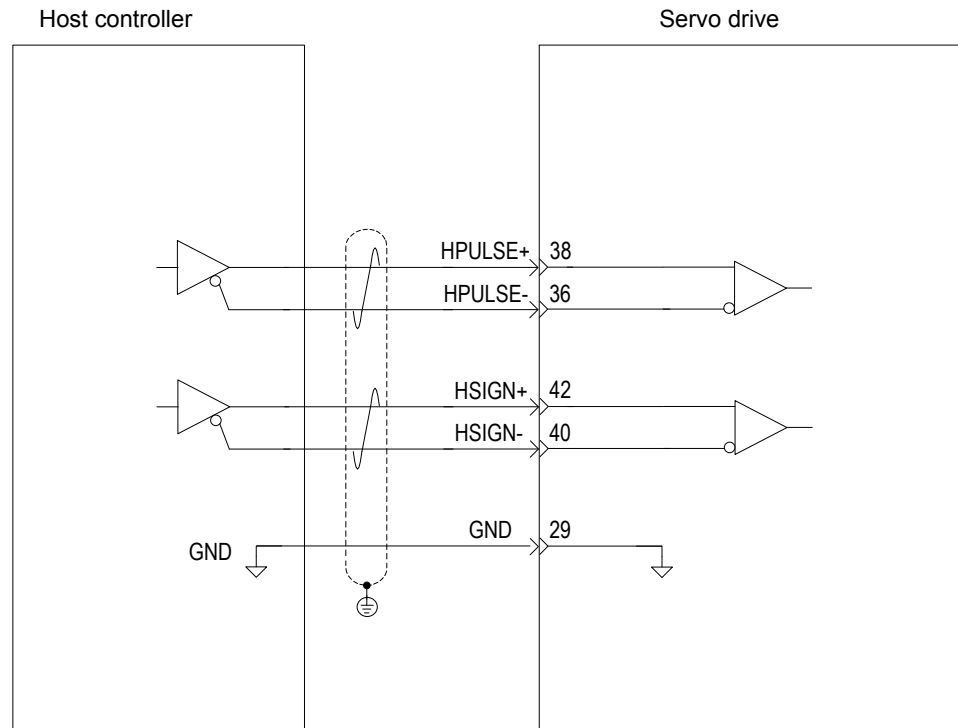 Host controller
Servo drive
HPULSE+ 38
HPULSE- 36
HSIGN+ 42
HSIGN- 40
GND 29
GND